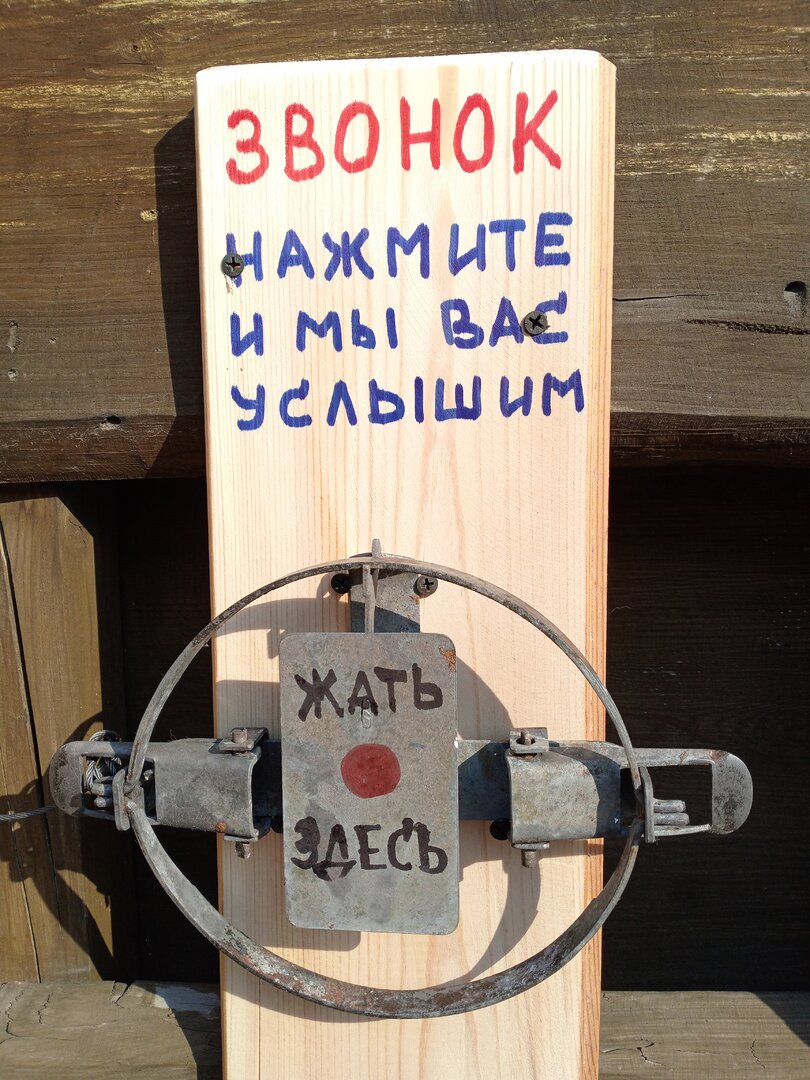 ЗВОНОК
НАЖМИТЕ
И МЫ ВАС
УСЛЫШИМ
ЖАТЬ
ЗДЕСЬ